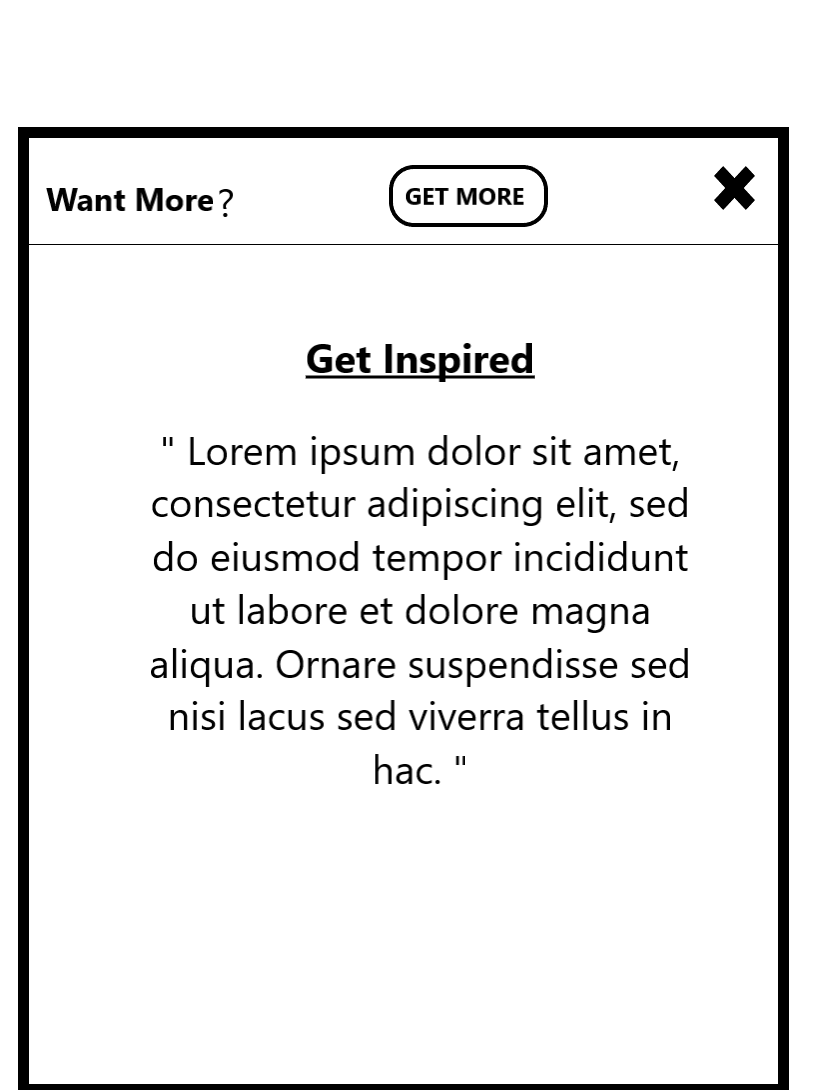 Want More?
GET MORE
Get Inspired
" Lorem ipsum dolor sit amet,
consectetur adipiscing elit, sed
do eiusmod tempor incididunt
ut labore et dolore magna
aliqua. Ornare suspendisse sed
nisi lacus sed viverra tellus in
hac. "